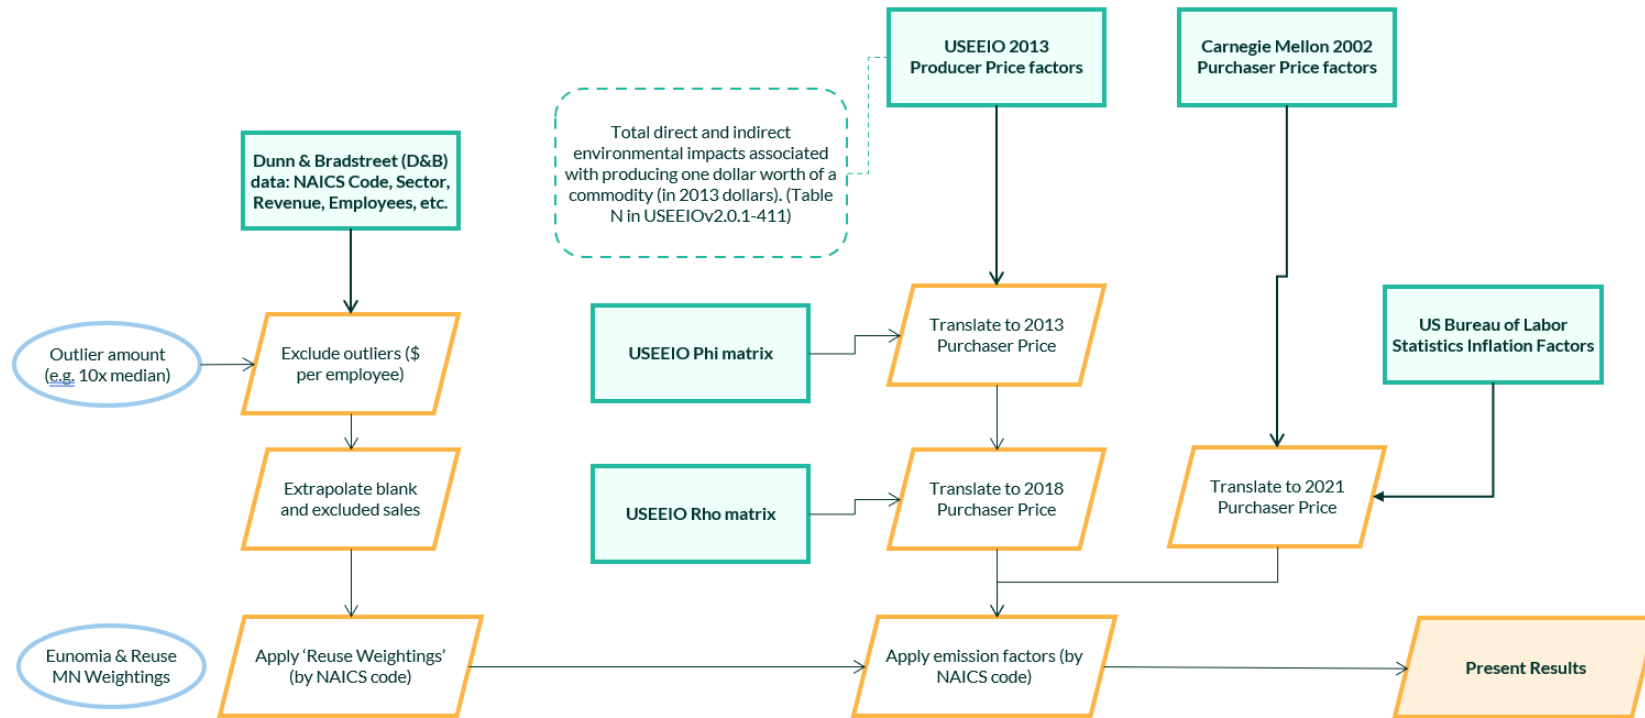 USEEIO 2013
Producer Price factors
Carnegie Mellon 2002
Purchaser Price factors
Total direct and indirect
environmental impacts associated
with producing one dollar worth of a
commodity (in 2013 dollars). (Table
N in USEEIOv2.0.1-411)
Dunn & Bradstreet (D&B)
data: NAICS Code, Sector,
Revenue, Employees, etc.
Outlier amount
(e.g. 10x median)
Exclude outliers ($
per employee)
USEEIO Phi matrix
Translate to 2013
Purchaser Price
US Bureau of Labor
Statistics Inflation Factors
Extrapolate blank
and excluded sales
USEEIO Rho matrix
Translate to 2018
Purchaser Price
Translate to 2021
Purchaser Price
Eunomia & Reuse
MN Weightings
Apply ‘Reuse Weightings’
(by NAICS code)
Apply emission factors (by
NAICS code)
Present Results